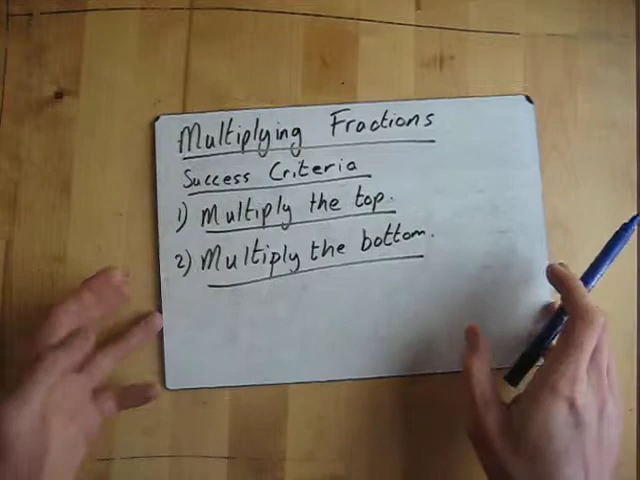 Multiplying Fractions
Success Criteria
1) Multiply the top.
2) Multiply the bottom.